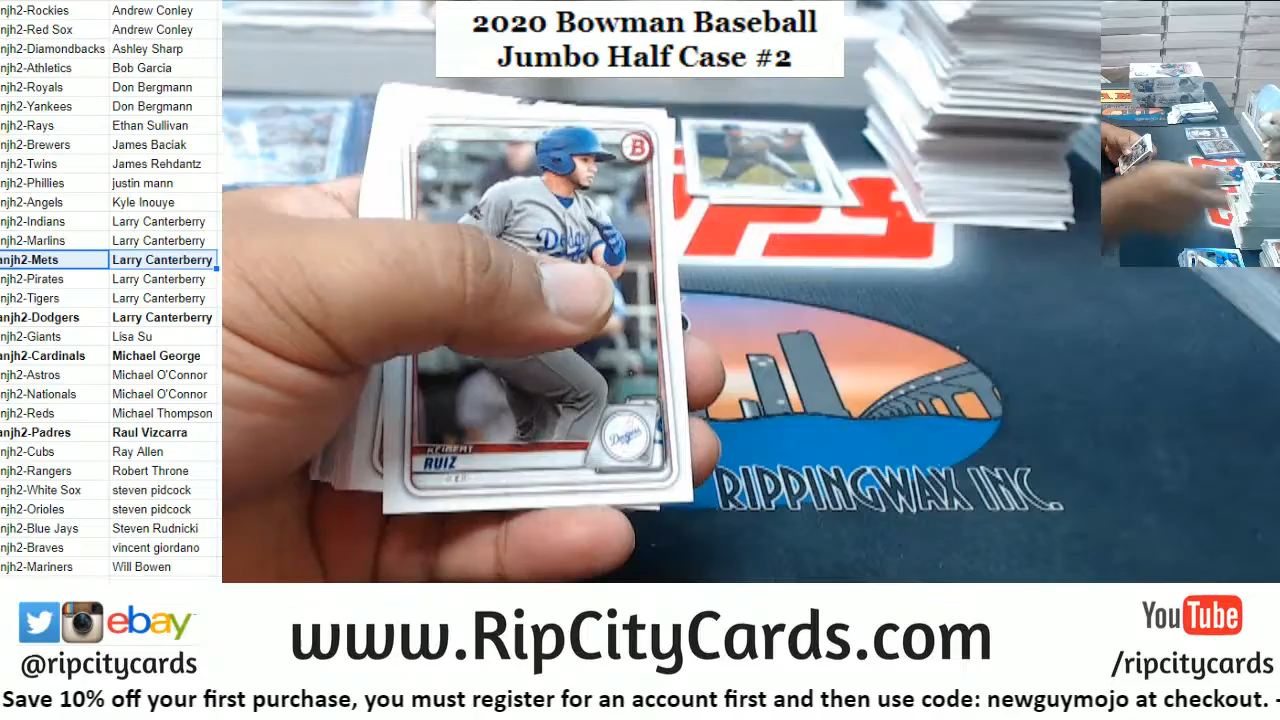 2020 Bowman Baseball
Jumbo Half Case #2
njh2-Rockies Andrew Conley
njh2-Red Sox Andrew Conley
njh2-Diamondbacks Ashley Sharp
njh2-Athletics Bob Garcia
njh2-Royals Don Bergmann
njh2-Yankees Don Bergmann
njh2-Rays Ethan Sullivan
njh2-Brewers James Baciak
njh2-Twins James Rehdantz
njh2-Phillies justin mann
njh2-Angels Kyle Inouye
njh2-Indians Larry Canterberry
njh2-Marlins Larry Canterberry
anjh2-Mets Larry Canterberry
njh2-Pirates Larry Canterberry
njh2-Tigers Larry Canterberry
anjh2-Dodgers Larry Canterberry
njh2-Giants Lisa Su
anjh2-Cardinals Michael George
njh2-Astros Michael O'Connor
njh2-Nationals Michael O'Connor
njh2-Reds Michael Thompson
anjh2-Padres Raul Vizcarra
njh2-Cubs Ray Allen
njh2-Rangers Robert Throne
njh2-White Sox steven pidcock
njh2-Orioles steven pidcock
njh2-Blue Jays Steven Rudnicki
njh2-Braves vincent giordano
njh2-Mariners Will Bowen
B
Dodgers
KEIBERT
RUIZ
Dodgers
RIPPINGWAX INC.
ebay
@ripcitycards
www.RipCityCards.com
YouTube
/ripcitycards
Save 10% off your first purchase, you must register for an account first and then use code: newguymojo at checkout. -